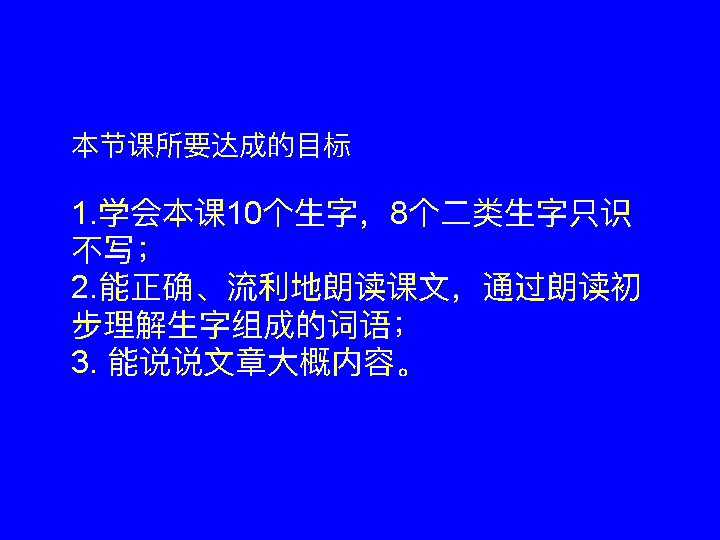 本节课所要达成的目标
1.学会本课10个生字，8个二类生字只识
不写；
2.能正确、流利地朗读课文，通过朗读初
步理解生字组成的词语；
3. 能说说文章大概内容。